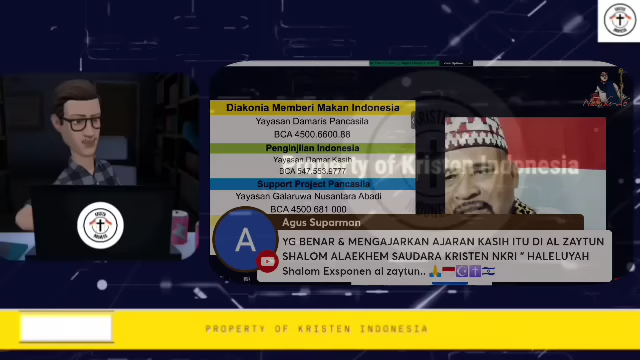 Diakonia Memberi Makan Indonesia
Yayasan Damaris Pancasila
BCA 4500.6600.88
Penginjilan Indonesia
Yayasan Damar Kasih
BCA 547.553.9777
Support Project Pancasila
Yayasan Galaruwa Nusantara Abadi
BCA 4500 681 000
Property of Kristen Indonesia
Agus Suparman
A
YG BENAR & MENGAJARKAN AJARAN KASIH ITU DI AL ZAYTUN
SHALOM ALAEKHEM SAUDARA KRISTEN NKRI " HALELUYAH
Shalom Exsponen al zaytun.. 🙏🇮🇩☪️✝️🇮🇱
PROPERTY OF KRISTEN INDONESIA